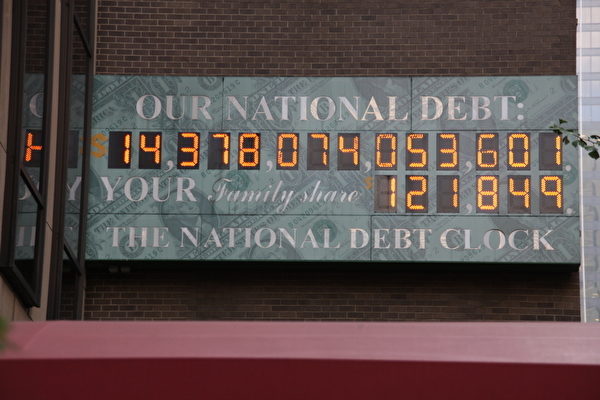 OUR NATIONAL DEBT:
$14,378,074,053,601.
YOUR Family share $121,849.
THE NATIONAL DEBT CLOCK